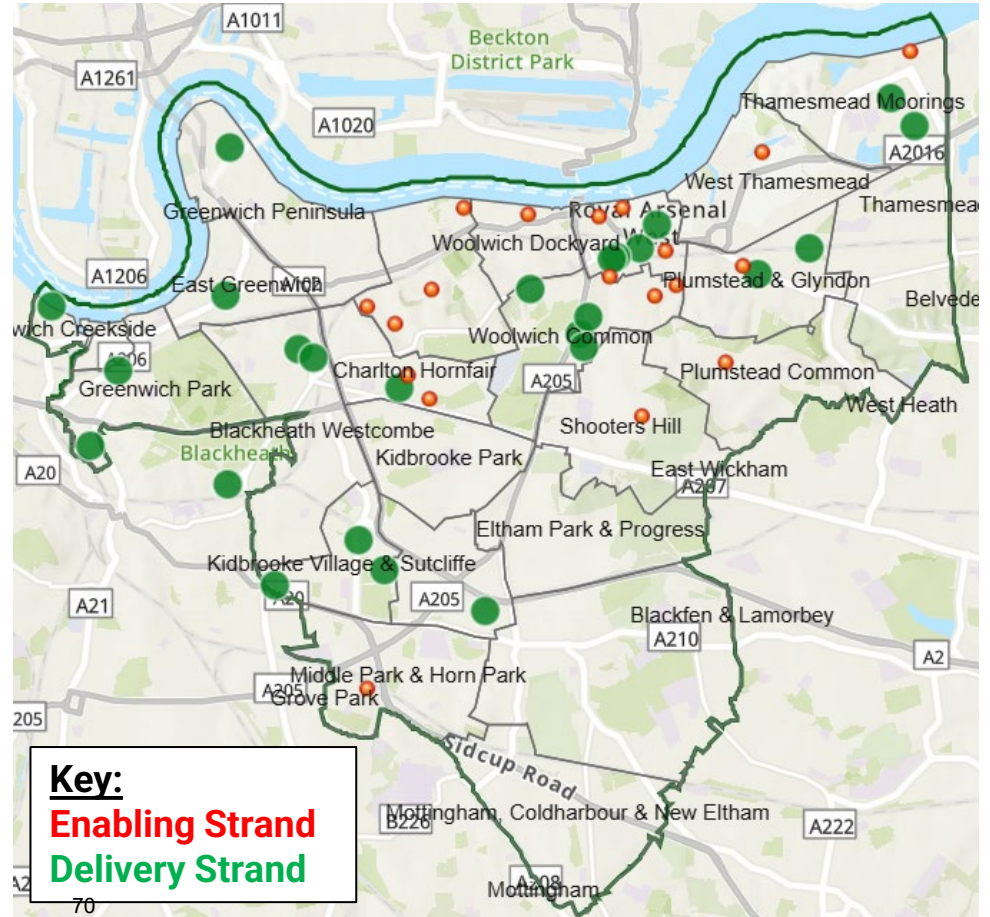 A1011
Beckton
District Park
A1261
A1020
Thamesmead Moorings
A2016
West Thamesmead
Thamesmea
Greenwich Peninsula
Royal Arsenal
West
Woolwich Dockyard
A1206
East Greenwich
A102
Plumstead & Glyndon
Belvede
wich Creekside
Woolwich Common
A206
Charlton Hornfair
Greenwich Park
A205
Plumstead Common
West Heath
Blackheath Westcombe
Shooters Hill
Blackheath
Kidbrooke Park
A20
East Wickham
A207
Eltham Park & Progress
Kidbrooke Village & Sutcliffe
A21
A20
A205
Blackfen & Lamorbey
A210
A2
Middle Park & Horn Park
A205
Grove Park
205
Sidcup Road
Key:
Enabling Strand
Delivery Strand
B226
Mottingham, Coldharbour & New Eltham
A222
A2
A208
Mottingham
70